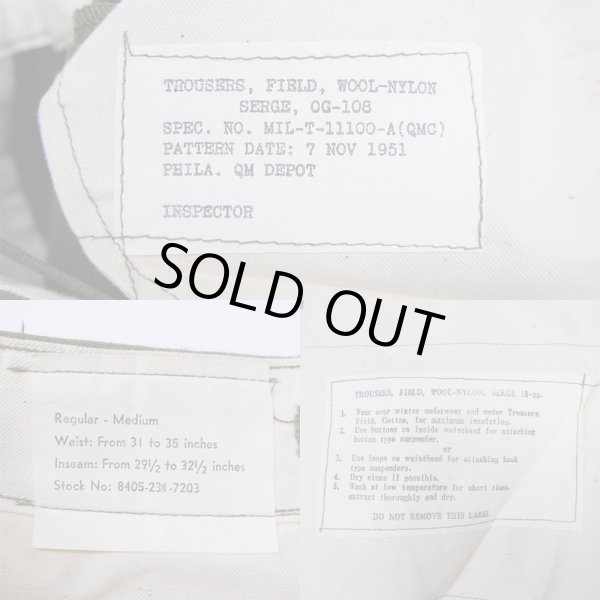 TROUSERS, FIELD, WOOL-NYLON
SERGE, OG-108
SPEC. NO. MIL-T-11100-A(QMC)
PATTERN DATE: 7 NOV 1951
PHILA. QM DEPOT
INSPECTOR
SOLD OUT
Regular - Medium
Waist: From 31 to 35 inches
Inseam: From 29½ to 32½ inches
Stock No: 8405-231-7203
TROUSERS, FIELD, WOOL-NYLON, SERGE 18-oz.
1. Wear over winter underwear and under Trousers,
Field, Cotton, for maximum insulation.
2. Use buttons on inside waistband for attaching
button type suspender.
or
3. Use loops on waistband for attaching hook
type suspenders.
4. Dry clean if possible.
5. Wash at low temperature for short time,
extract thoroughly and dry.
DO NOT REMOVE THIS LABEL